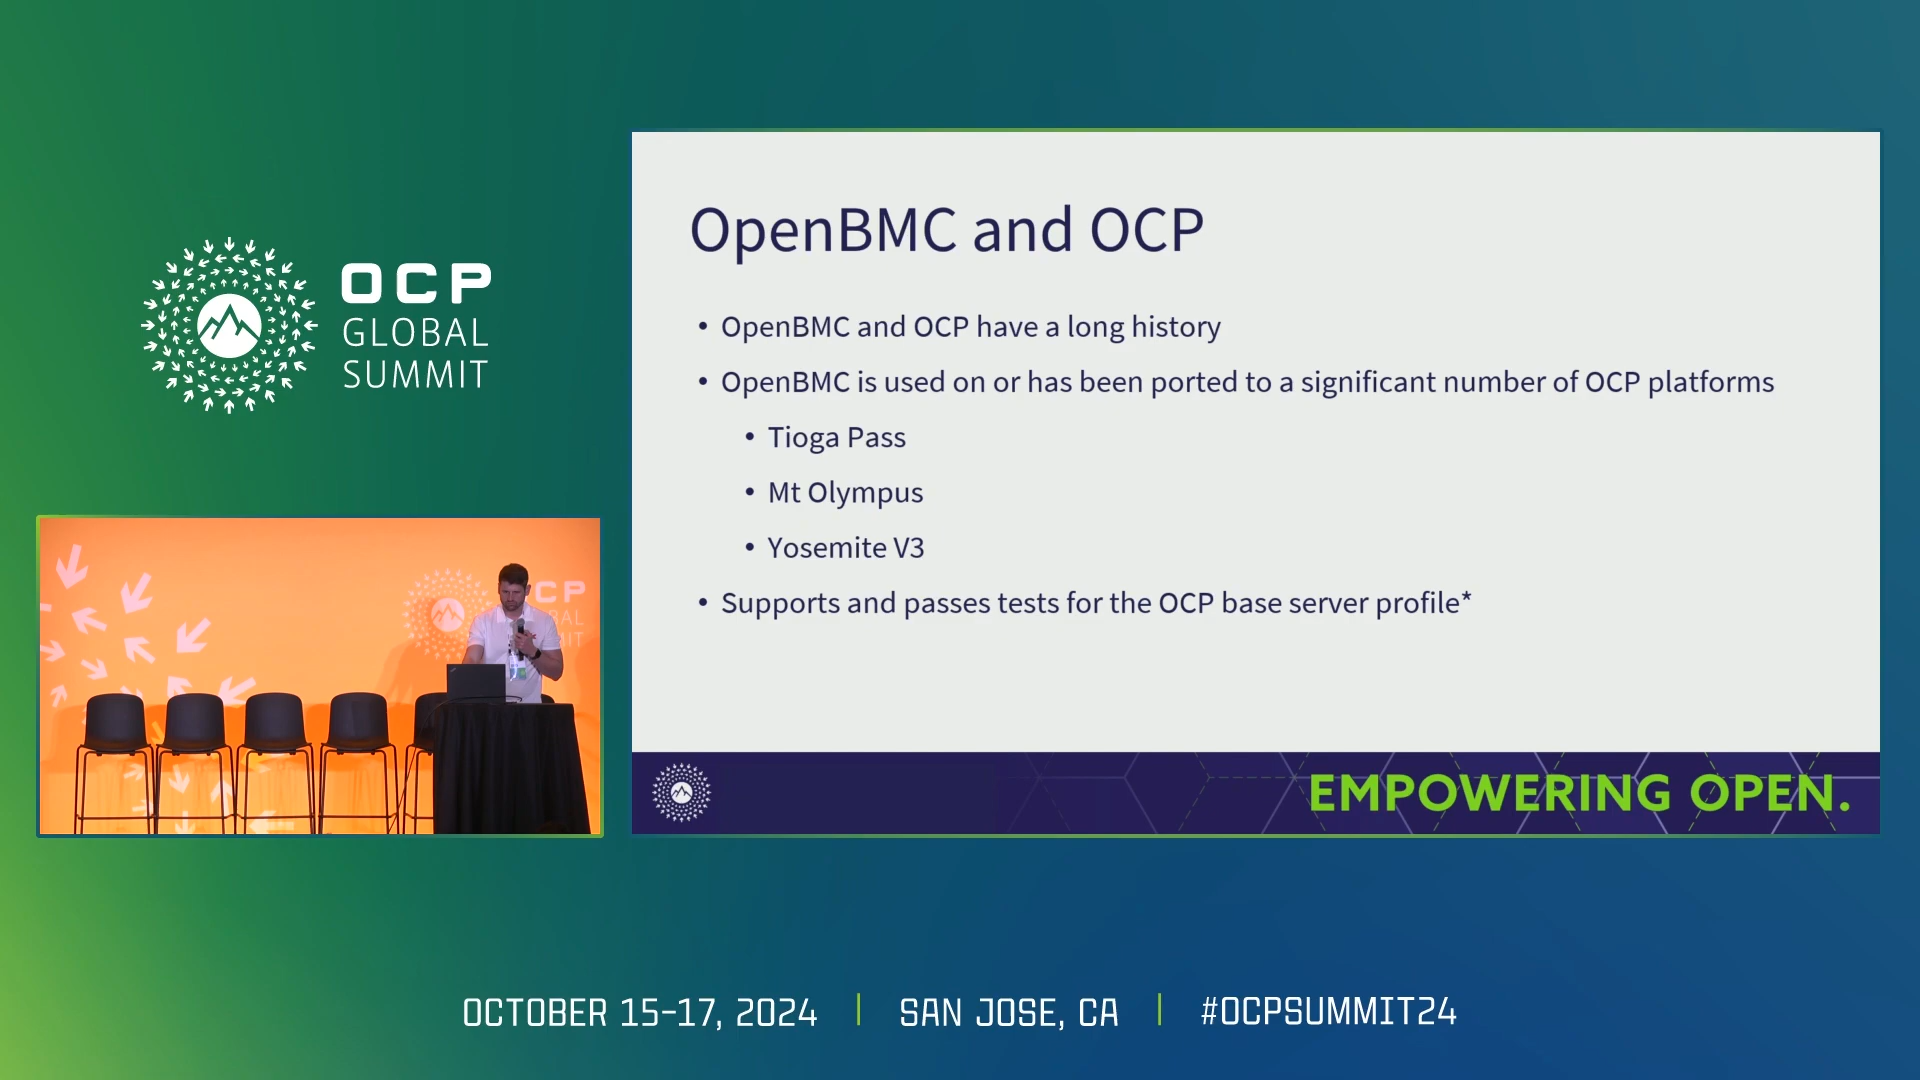 OCP
GLOBAL
SUMMIT
OpenBMC and OCP
• OpenBMC and OCP have a long history
• OpenBMC is used on or has been ported to a significant number of OCP platforms
• Tioga Pass
• Mt Olympus
• Yosemite V3
• Supports and passes tests for the OCP base server profile*
EMPOWERING OPEN.
OCTOBER 15-17, 2024 | SAN JOSE, CA | #OCPSUMMIT24